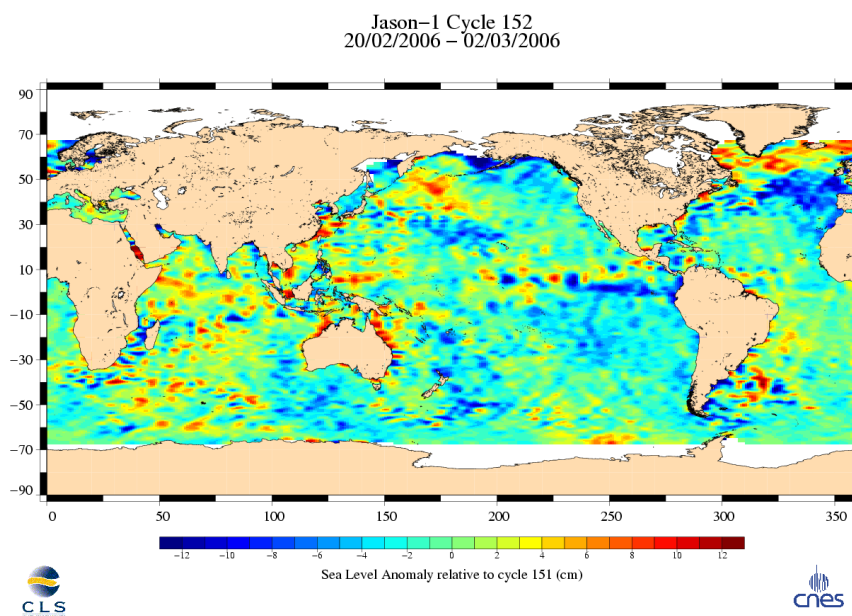 Jason−1 Cycle 152
20/02/2006 − 02/03/2006
90
70
50
30
10
−10
−30
−50
−70
−90
0 50 100 150 200 250 300 350
−12 −10 −8 −6 −4 −2 0 2 4 6 8 10 12
Sea Level Anomaly relative to cycle 151 (cm)
CLS
cnes